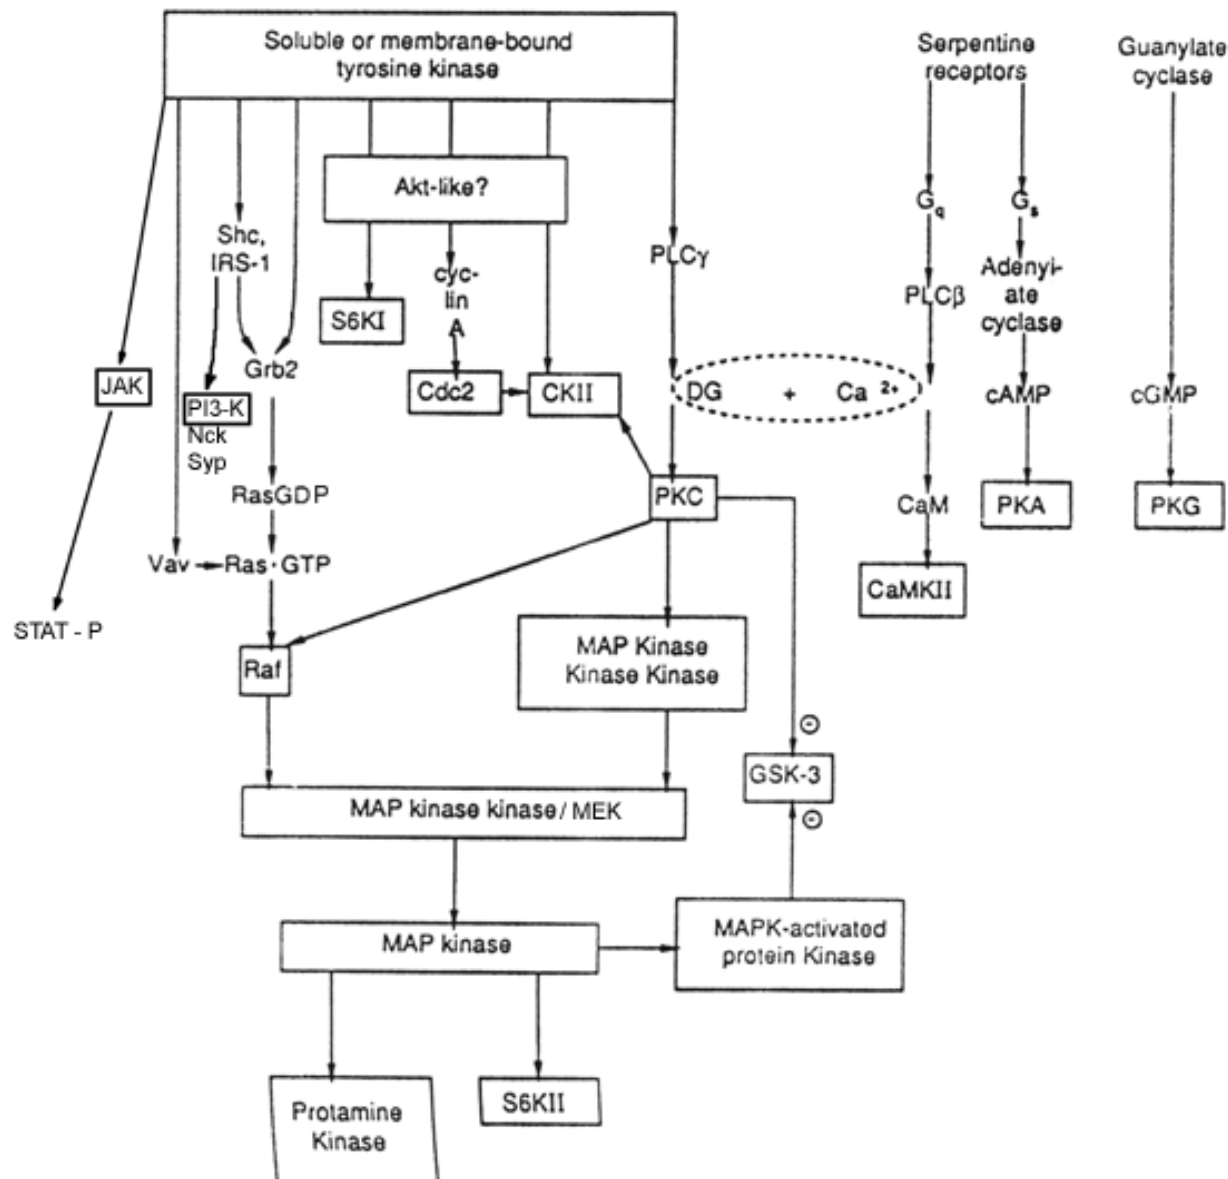 Soluble or membrane-bound
tyrosine kinase
Serpentine
receptors
Guanylate
cyclase
Akt-like?
Gq
Gs
Shc,
IRS-1
PLCγ
cyc-
lin
A
PLCβ
Adenyl-
ate
cyclase
S6KI
Grb2
JAK
PI3-K
Nck
Syp
Cdc2
CKII
DG + Ca 2+
cAMP
cGMP
RasGDP
PKC
CaM
PKA
PKG
Vav
Ras · GTP
CaMKII
STAT - P
Raf
MAP Kinase
Kinase Kinase
⊖
GSK-3
⊖
MAP kinase kinase / MEK
MAP kinase
MAPK-activated
protein Kinase
Protamine
Kinase
S6KII